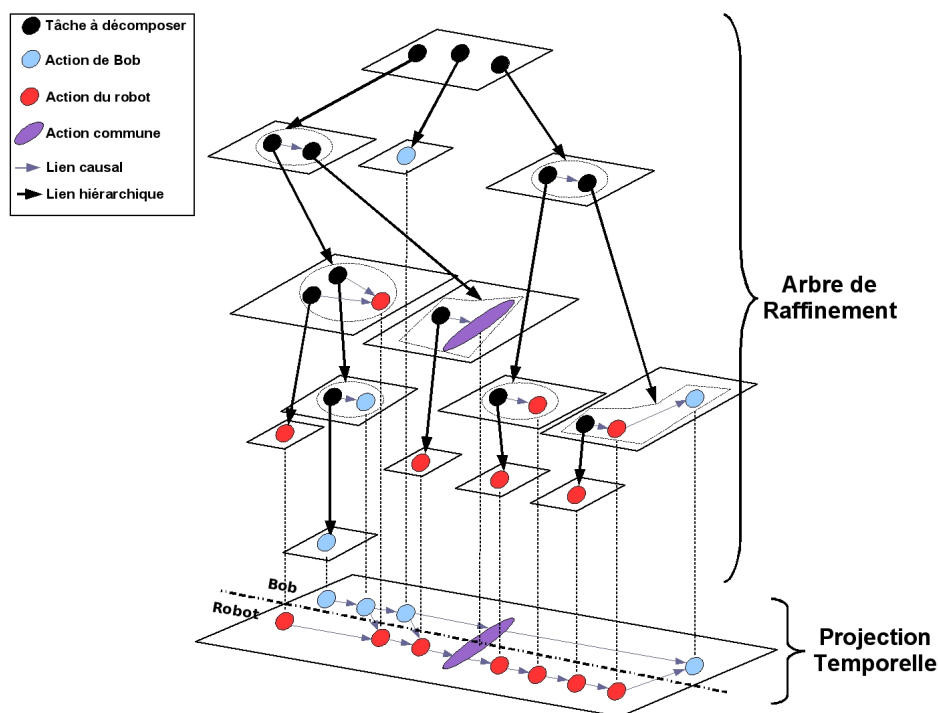 Tâche à décomposer
Action de Bob
Action du robot
Action commune
Lien causal
Lien hiérarchique
Arbre de
Raffinement
Bob
Robot
Projection
Temporelle